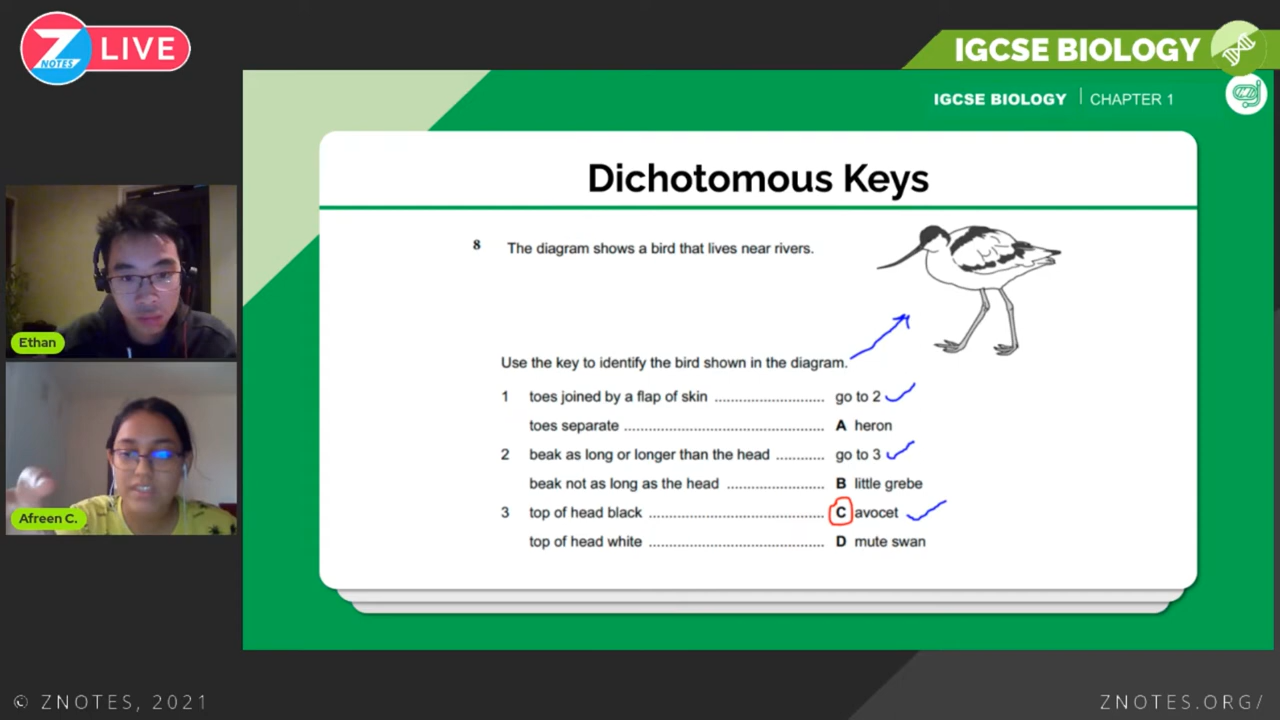 Z NOTES LIVE
IGCSE BIOLOGY
IGCSE BIOLOGY | CHAPTER 1
Dichotomous Keys
8 The diagram shows a bird that lives near rivers.
Use the key to identify the bird shown in the diagram.
1 toes joined by a flap of skin .......................... go to 2
toes separate ............................................... A heron
2 beak as long or longer than the head ............ go to 3
beak not as long as the head ....................... B little grebe
3 top of head black .......................................... C avocet
top of head white .......................................... D mute swan
Ethan
Afreen C.
© ZNOTES, 2021
ZNOTES.ORG/